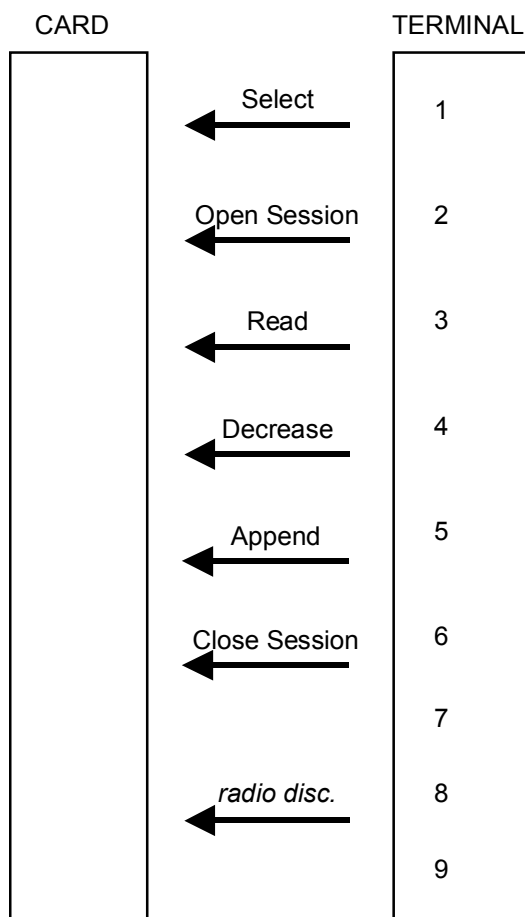 CARD TERMINAL
Select 1
Open Session 2
Read 3
Decrease 4
Append 5
Close Session 6
7
radio disc. 8
9